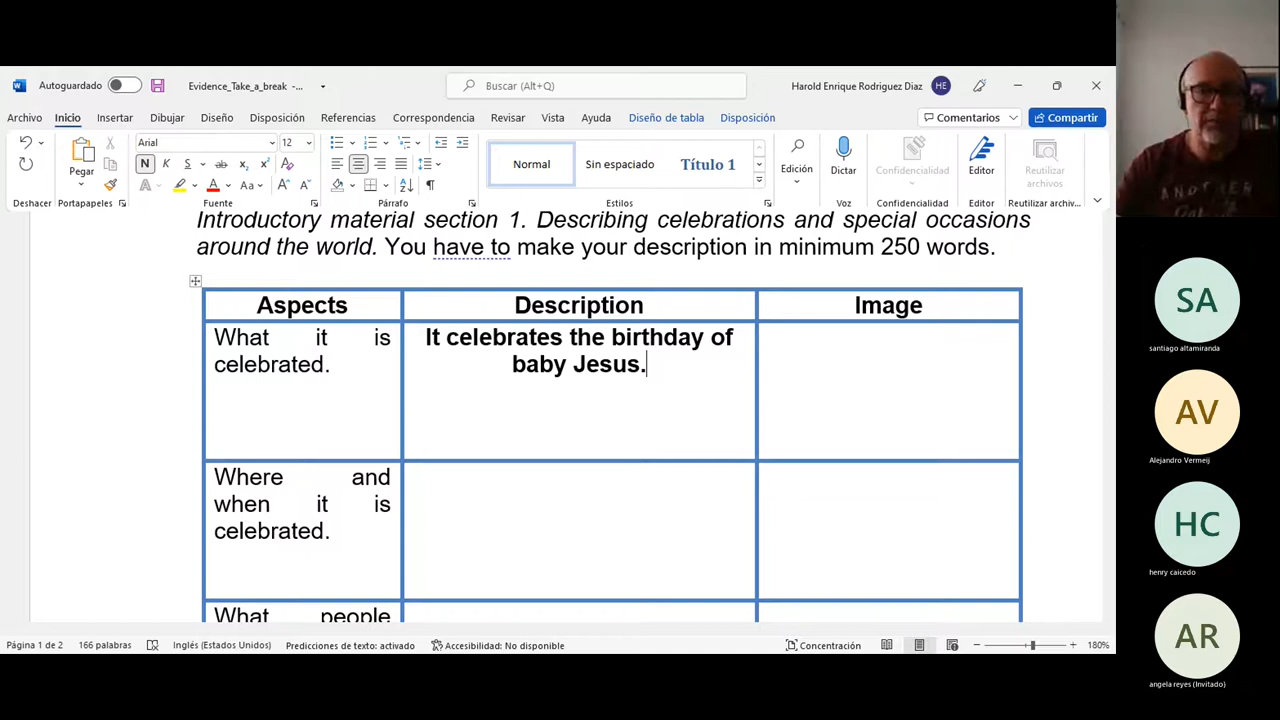 Autoguardado
Evidence_Take_a_break -...
Buscar (Alt+Q)
Harold Enrique Rodriguez Diaz
HE
Archivo Inicio Insertar Dibujar Diseño Disposición Referencias Correspondencia Revisar Vista Ayuda Diseño de tabla Disposición
Comentarios
Compartir
Arial 12
Pegar
N K S ab x₂ x²
A A Aa A A
Normal
Sin espaciado
Título 1
Edición
Dictar
Confidencialidad
Editor
Reutilizar
archivos
Deshacer Portapapeles Fuente Párrafo Estilos Voz Confidencialidad Editor Reutilizar archiv...
Introductory material section 1. Describing celebrations and special occasions
around the world. You have to make your description in minimum 250 words.
Aspects Description Image
What it is
celebrated.
It celebrates the birthday of
baby Jesus.
Where and
when it is
celebrated.
What people
Página 1 de 2 166 palabras Inglés (Estados Unidos) Predicciones de texto: activado Accesibilidad: No disponible Concentración 180%
ANOTHER
SA
santiago altamiranda
AV
Alejandro Vermeij
HC
henry caicedo
AR
angela reyes (Invitado)